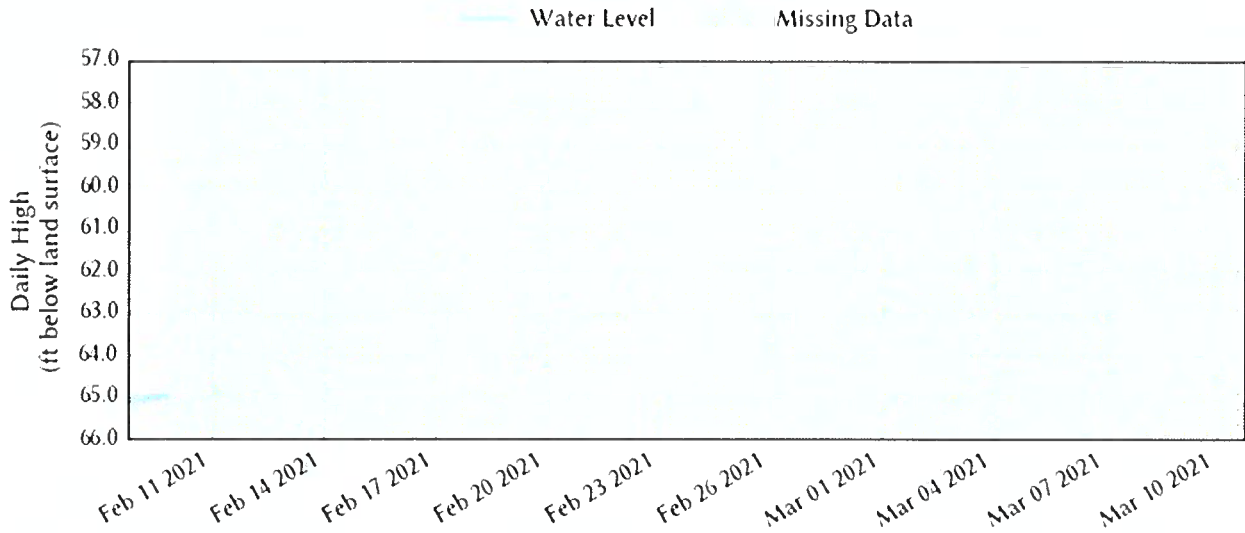 Water Level Missing Data
57.0
58.0
59.0
60.0
61.0
62.0
63.0
64.0
65.0
66.0
Daily High
(ft below land surface)
Feb 11 2021 Feb 14 2021 Feb 17 2021 Feb 20 2021 Feb 23 2021 Feb 26 2021 Mar 01 2021 Mar 04 2021 Mar 07 2021 Mar 10 2021